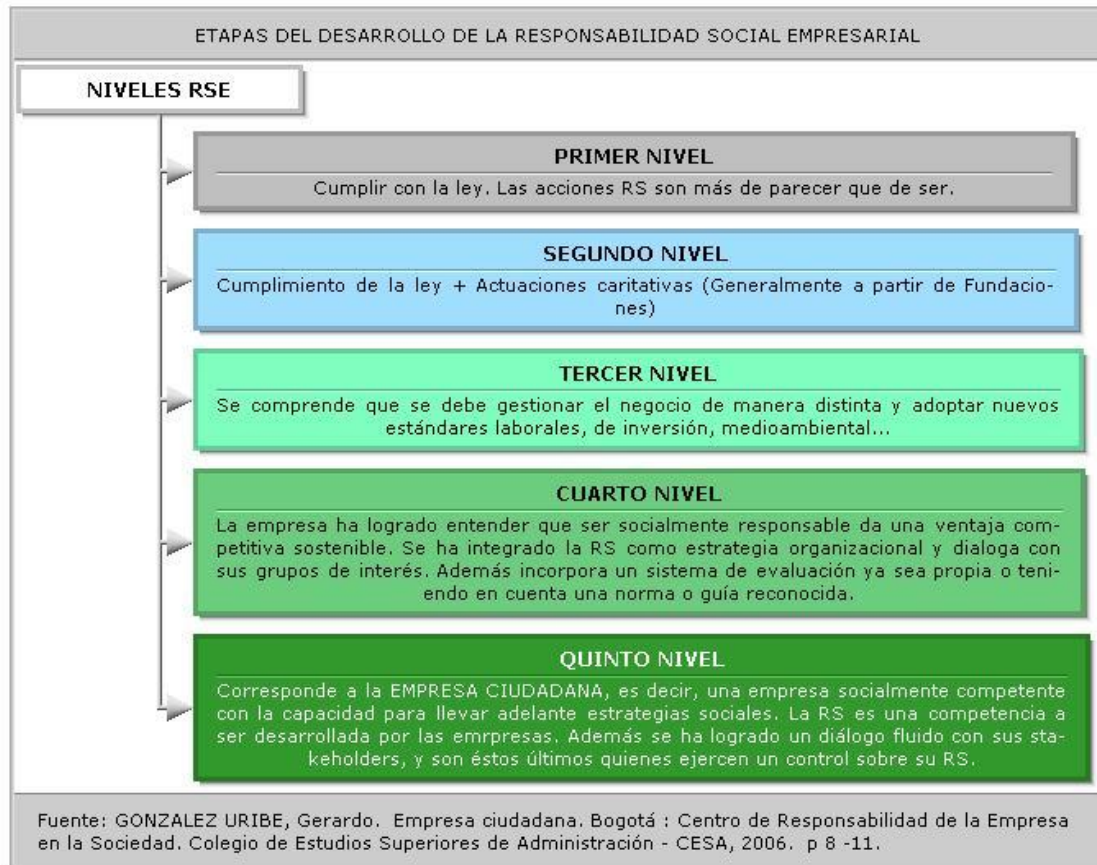 ETAPAS DEL DESARROLLO DE LA RESPONSABILIDAD SOCIAL EMPRESARIAL
NIVELES RSE
PRIMER NIVEL
Cumplir con la ley. Las acciones RS son más de parecer que de ser.
SEGUNDO NIVEL
Cumplimiento de la ley + Actuaciones caritativas (Generalmente a partir de Fundacio-
nes)
TERCER NIVEL
Se comprende que se debe gestionar el negocio de manera distinta y adoptar nuevos
estándares laborales, de inversión, medioambiental...
CUARTO NIVEL
La empresa ha logrado entender que ser socialmente responsable da una ventaja com-
petitiva sostenible. Se ha integrado la RS como estrategia organizacional y dialoga con
sus grupos de interés. Además incorpora un sistema de evaluación ya sea propia o teni-
endo en cuenta una norma o guía reconocida.
QUINTO NIVEL
Corresponde a la EMPRESA CIUDADANA, es decir, una empresa socialmente competente
con la capacidad para llevar adelante estrategias sociales. La RS es una competencia a
ser desarrollada por las emrpresas. Además se ha logrado un diálogo fluido con sus sta-
keholders, y son éstos últimos quienes ejercen un control sobre su RS.
Fuente: GONZALEZ URIBE, Gerardo. Empresa ciudadana. Bogotá : Centro de Responsabilidad de la Empresa
en la Sociedad. Colegio de Estudios Superiores de Administración - CESA, 2006. p 8 -11.